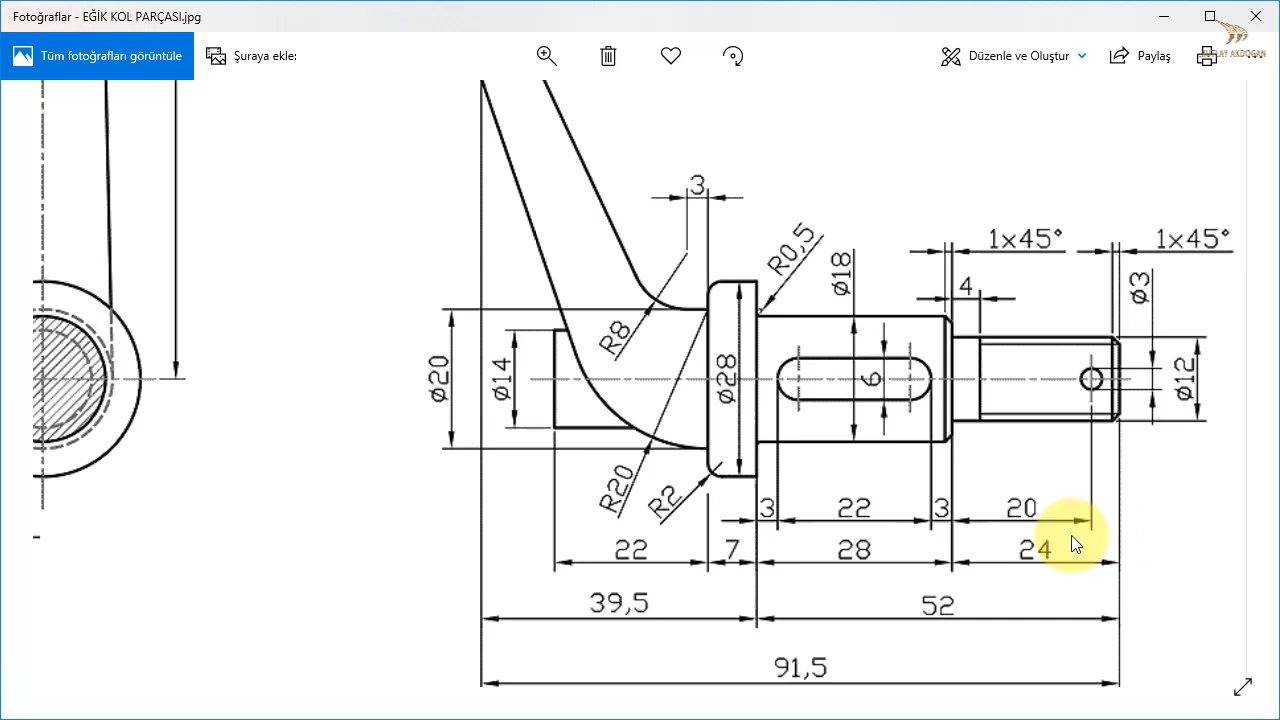 Fotoğraflar - EĞİK KOL PARÇASI.jpg
Tüm fotoğrafları görüntüle
Şuraya ekle:
Düzenle ve Oluştur
Paylaş
AKDOGAN
3
R0,5
1x45°
1x45°
ø18
4
ø3
R8
ø20
ø14
ø28
6
ø12
R20
R2
3
22
3
20
22
7
28
24
39,5
52
91,5